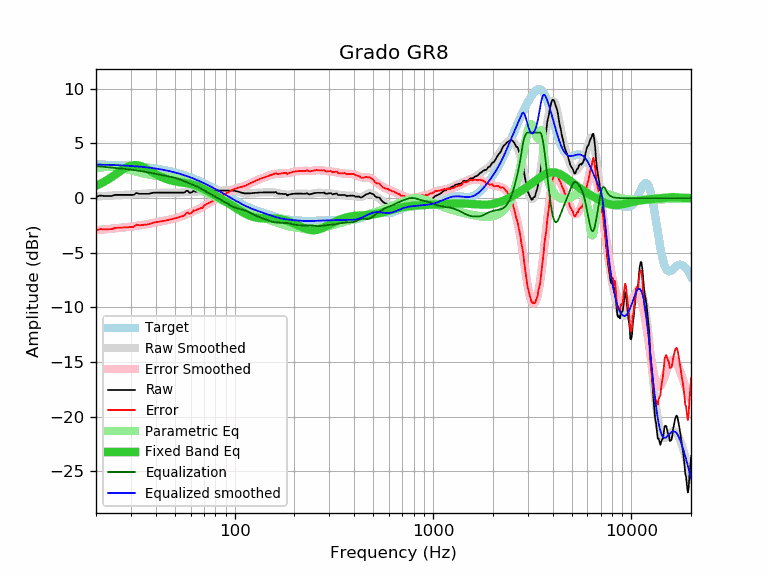 Grado GR8
Amplitude (dBr)
10
5
0
−5
−10
−15
−20
−25
Target
Raw Smoothed
Error Smoothed
Raw
Error
Parametric Eq
Fixed Band Eq
Equalization
Equalized smoothed
100 1000 10000
Frequency (Hz)